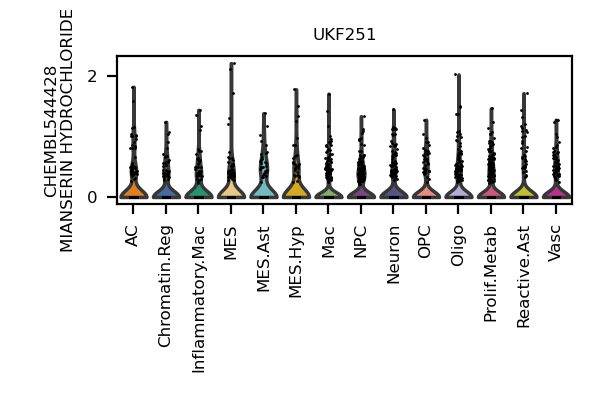 UKF251
CHEMBL544428
MIANSERIN HYDROCHLORIDE
2
0
AC
Chromatin.Reg
Inflammatory.Mac
MES
MES.Ast
MES.Hyp
Mac
NPC
Neuron
OPC
Oligo
Prolif.Metab
Reactive.Ast
Vasc